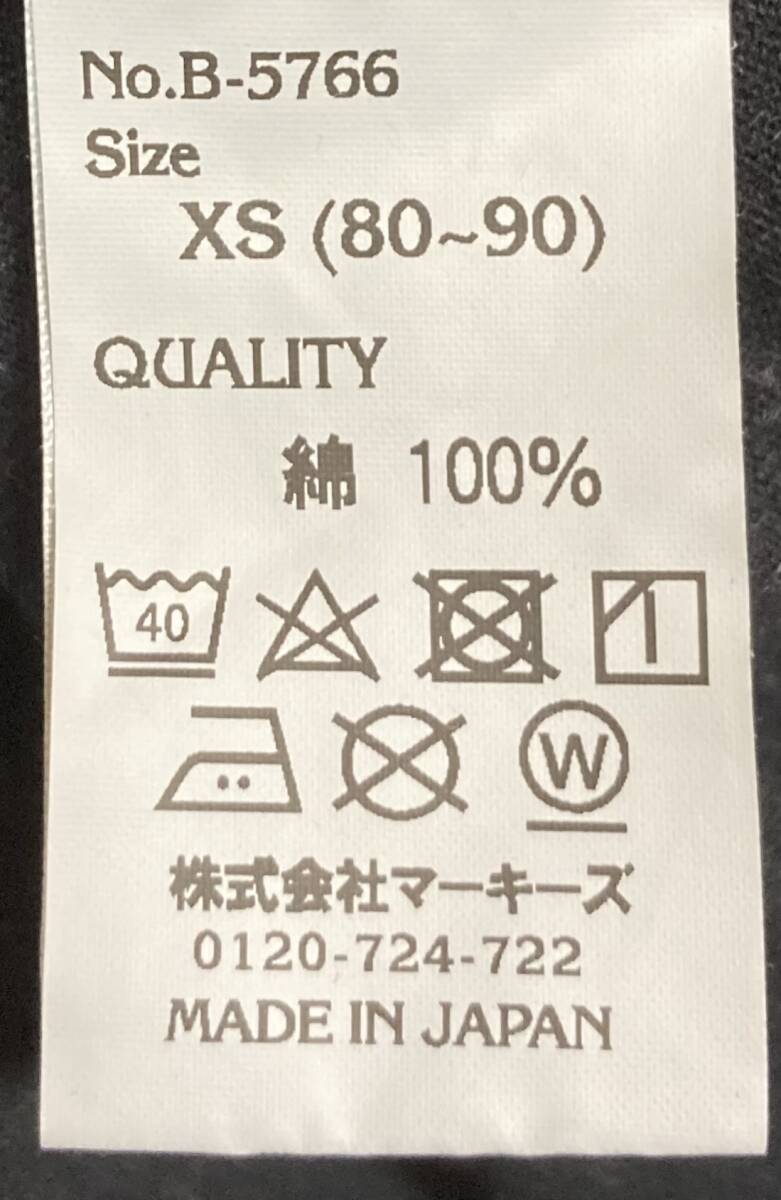 No.B-5766
Size
XS (80~90)
QUALITY
綿 100%
40
W
株式会社マーキーズ
0120-724-722
MADE IN JAPAN